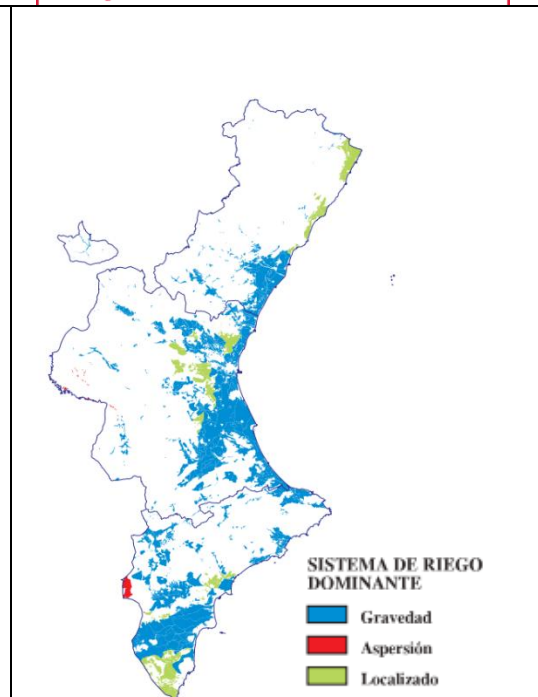 SISTEMA DE RIEGO
DOMINANTE
Gravedad
Aspersión
Localizado